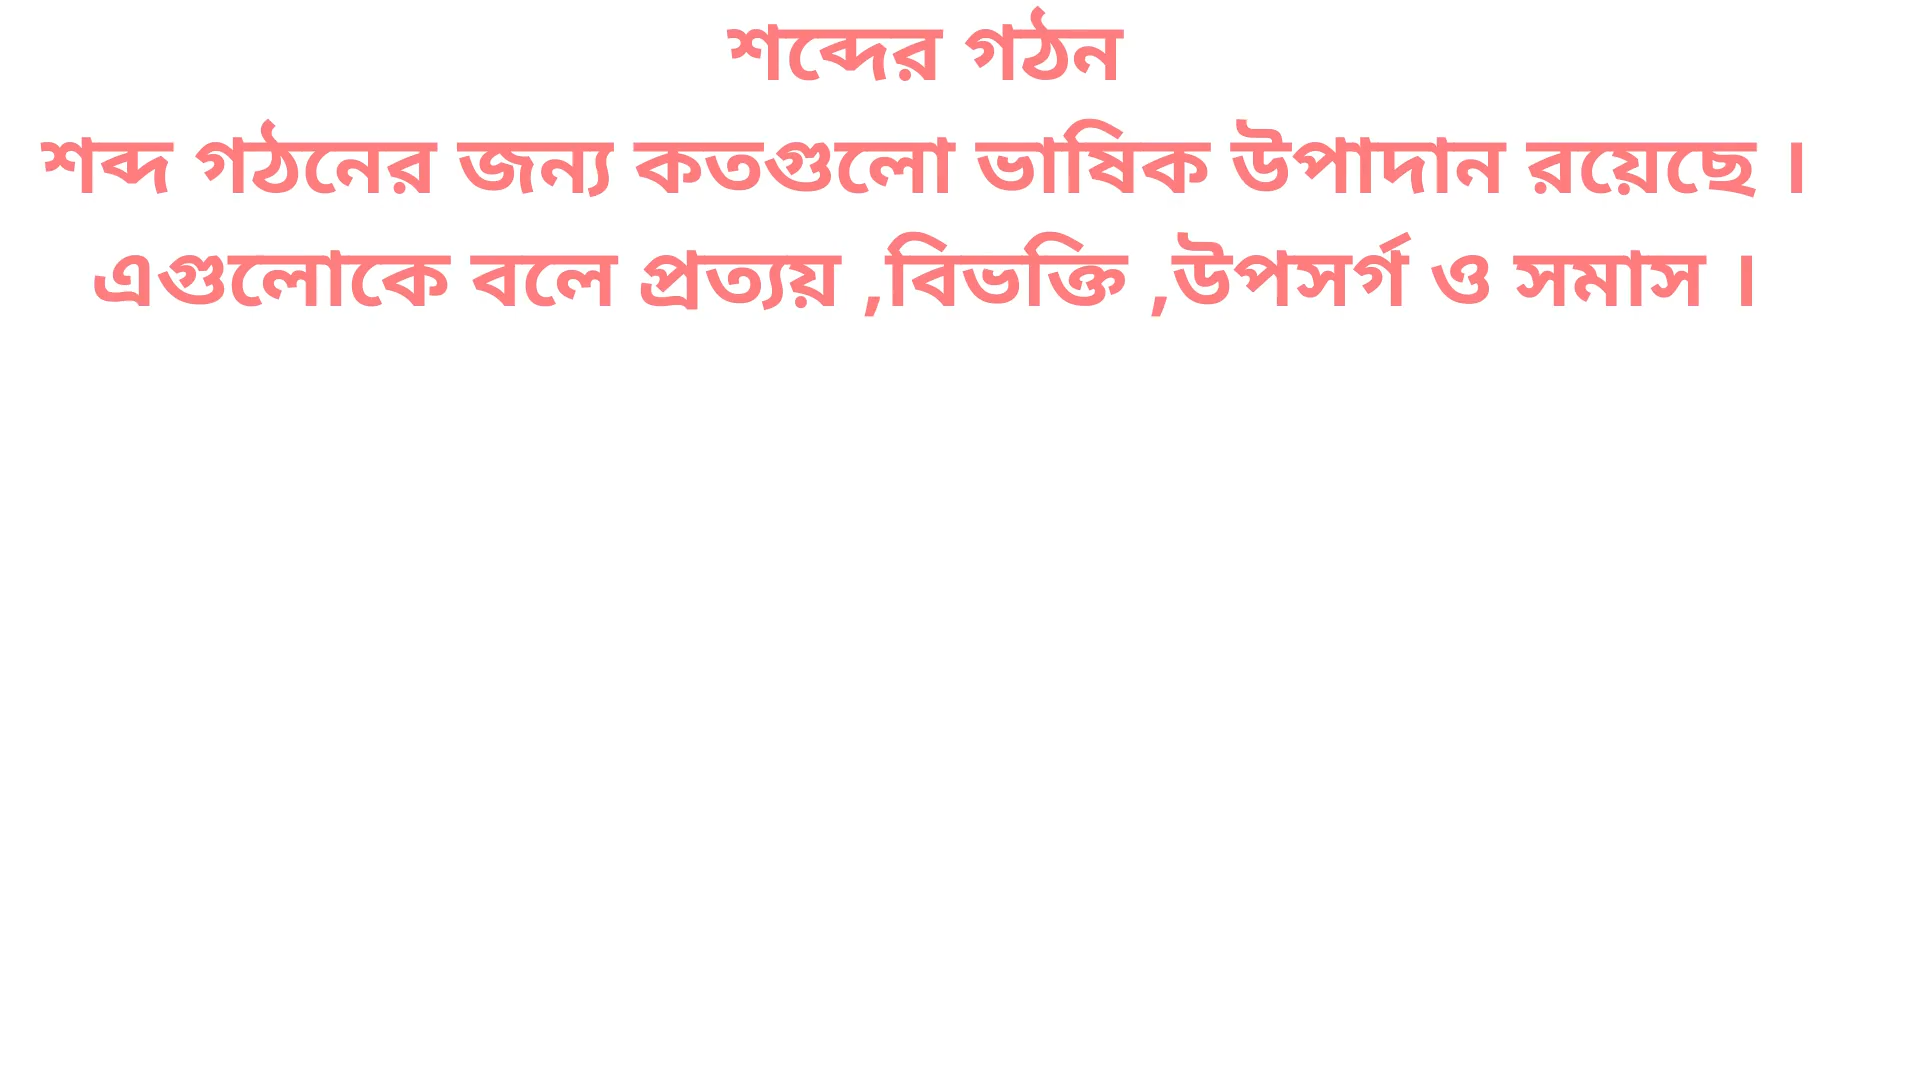 শব্দের গঠন
শব্দ গঠনের জন্য কতগুলো ভাষিক উপাদান রয়েছে ।
এগুলোকে বলে প্রত্যয় ,বিভক্তি ,উপসর্গ ও সমাস ।